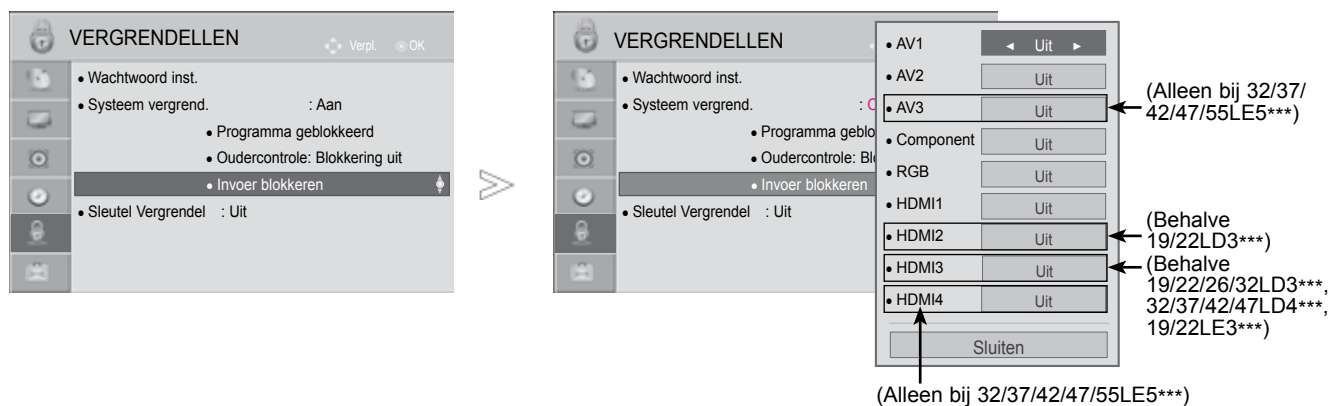 VERGRENDELLEN
Verpl. OK
• Wachtwoord inst.
• Systeem vergrend. : Aan
• Programma geblokkeerd
• Oudercontrole: Blokkering uit
• Invoer blokkeren
• Sleutel Vergrendel : Uit
VERGRENDELLEN
• Wachtwoord inst.
• Systeem vergrend. :
• Programma geblo
• Oudercontrole: Bl
• Invoer blokkeren
• Sleutel Vergrendel : Uit
• AV1 ◄ Uit ►
• AV2 Uit
• AV3 Uit
• Component Uit
• RGB Uit
• HDMI1 Uit
• HDMI2 Uit
• HDMI3 Uit
• HDMI4 Uit
Sluiten
(Alleen bij 32/37/
42/47/55LE5***)
(Behalve
19/22LD3***)
(Behalve
19/22/26/32LD3***,
32/37/42/47LD4***,
19/22LE3***)
(Alleen bij 32/37/42/47/55LE5***)